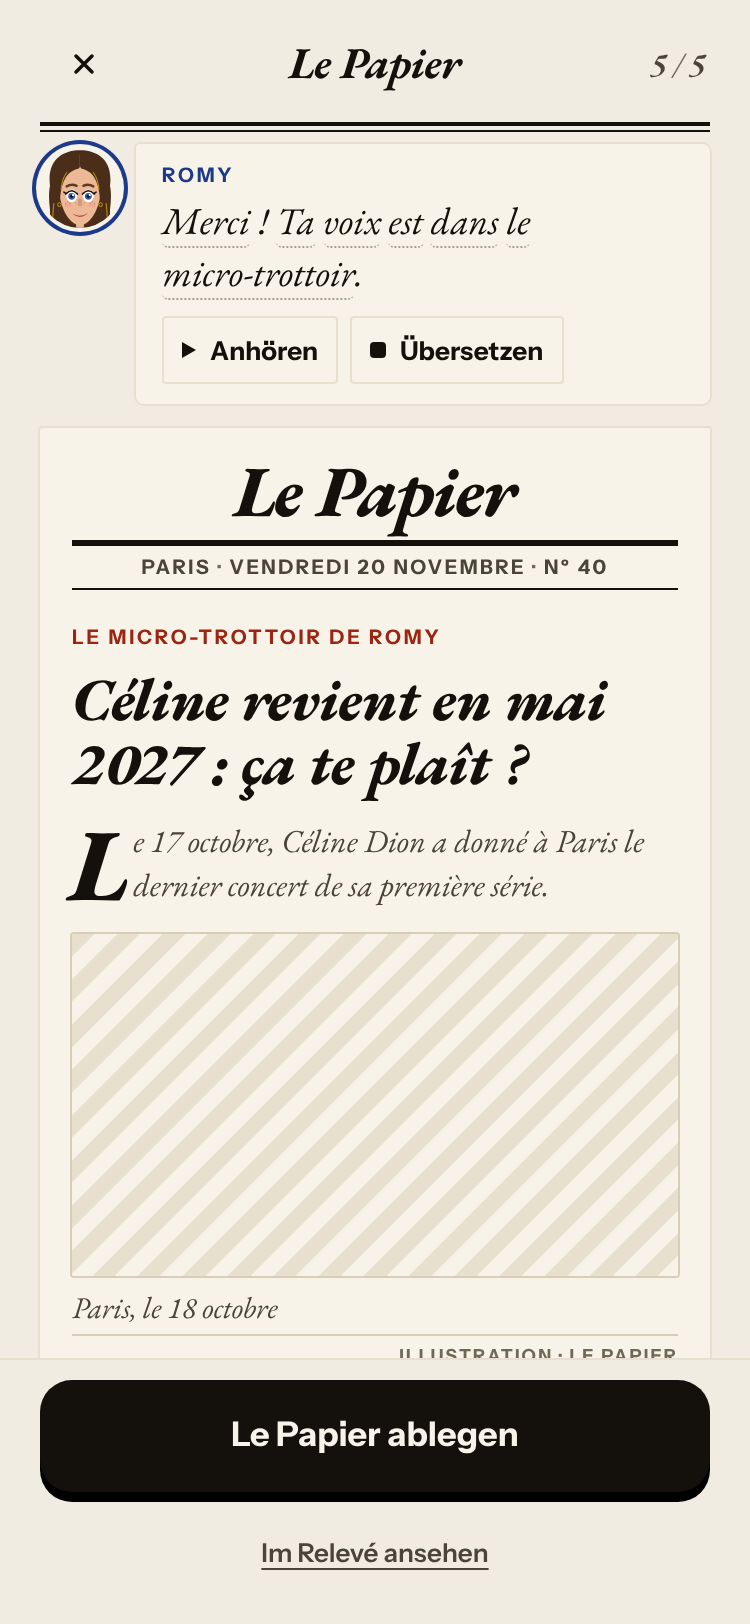 Le Papier
5 / 5
ROMY
Merci ! Ta voix est dans le
micro-trottoir.
Anhören
Übersetzen
Le Papier
PARIS · VENDREDI 20 NOVEMBRE · N° 40
LE MICRO-TROTTOIR DE ROMY
Céline revient en mai
2027 : ça te plaît ?
Le 17 octobre, Céline Dion a donné à Paris le
dernier concert de sa première série.
Paris, le 18 octobre
ILLUSTRATION · LE PAPIER
Le Papier ablegen
Im Relevé ansehen